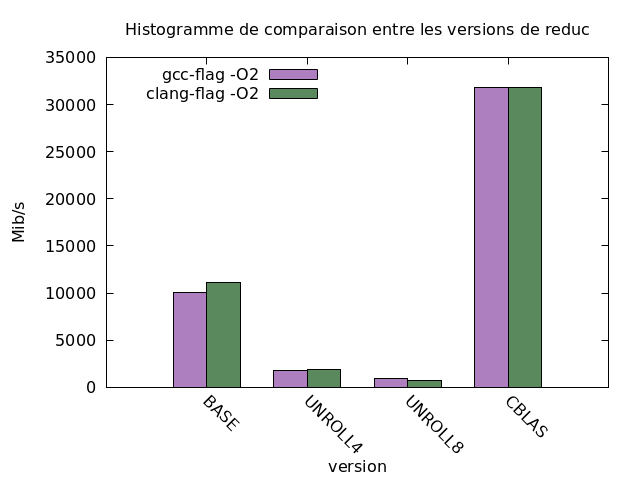 Histogramme de comparaison entre les versions de reduc
35000
30000
25000
20000
15000
10000
5000
0
Mib/s
gcc-flag -O2
clang-flag -O2
BASE
UNROLL4
UNROLL8
CBLAS
version